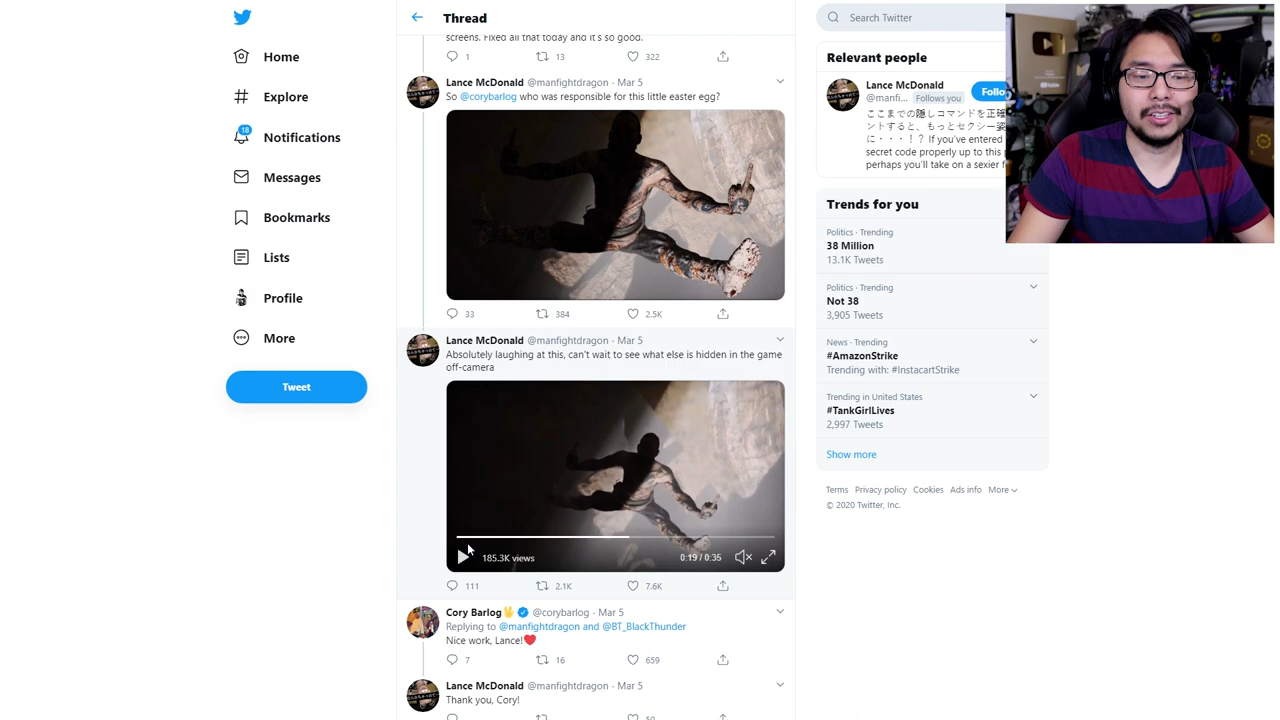 Home
Explore
18
Notifications
Messages
Bookmarks
Lists
Profile
More
Tweet
Thread
screens. Fixed all that today and it's so good.
1 13 322
Lance McDonald @manfightdragon · Mar 5
So @corybarlog who was responsible for this little easter egg?
33 384 2.5K
Lance McDonald @manfightdragon · Mar 5
Absolutely laughing at this, can't wait to see what else is hidden in the game
off-camera
185.3K views 0:19 / 0:35
111 2.1K 7.6K
Cory Barlog @corybarlog · Mar 5
Replying to @manfightdragon and @BT_BlackThunder
Nice work, Lance!
7 16 659
Lance McDonald @manfightdragon · Mar 5
Thank you, Cory!
50
Search Twitter
Relevant people
Lance McDonald
@manfi... Follows you
Follo
ここまでの隠しコマンドを正確
ントすると、もっとセクシー姿
に・・・！？ If you've entered
secret code properly up to this p
perhaps you'll take on a sexier f
Trends for you
Politics · Trending
38 Million
13.1K Tweets
Politics · Trending
Not 38
3,905 Tweets
News · Trending
#AmazonStrike
Trending with: #InstacartStrike
Trending in United States
#TankGirlLives
2,997 Tweets
Show more
Terms Privacy policy Cookies Ads info More
© 2020 Twitter, Inc.